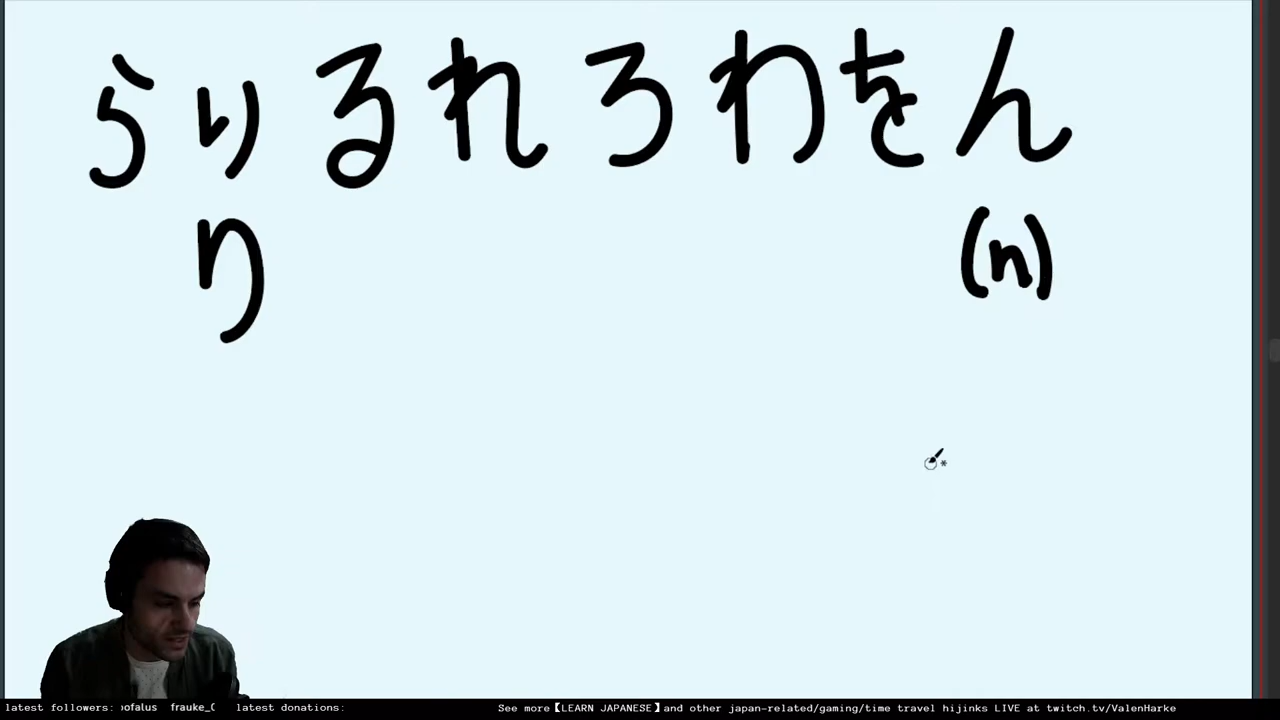 らりるれろわをん
り (n)
latest followers: ofalus frauke_( latest donations: See more【LEARN JAPANESE】and other japan-related/gaming/time travel hijinks LIVE at twitch.tv/ValenHarke